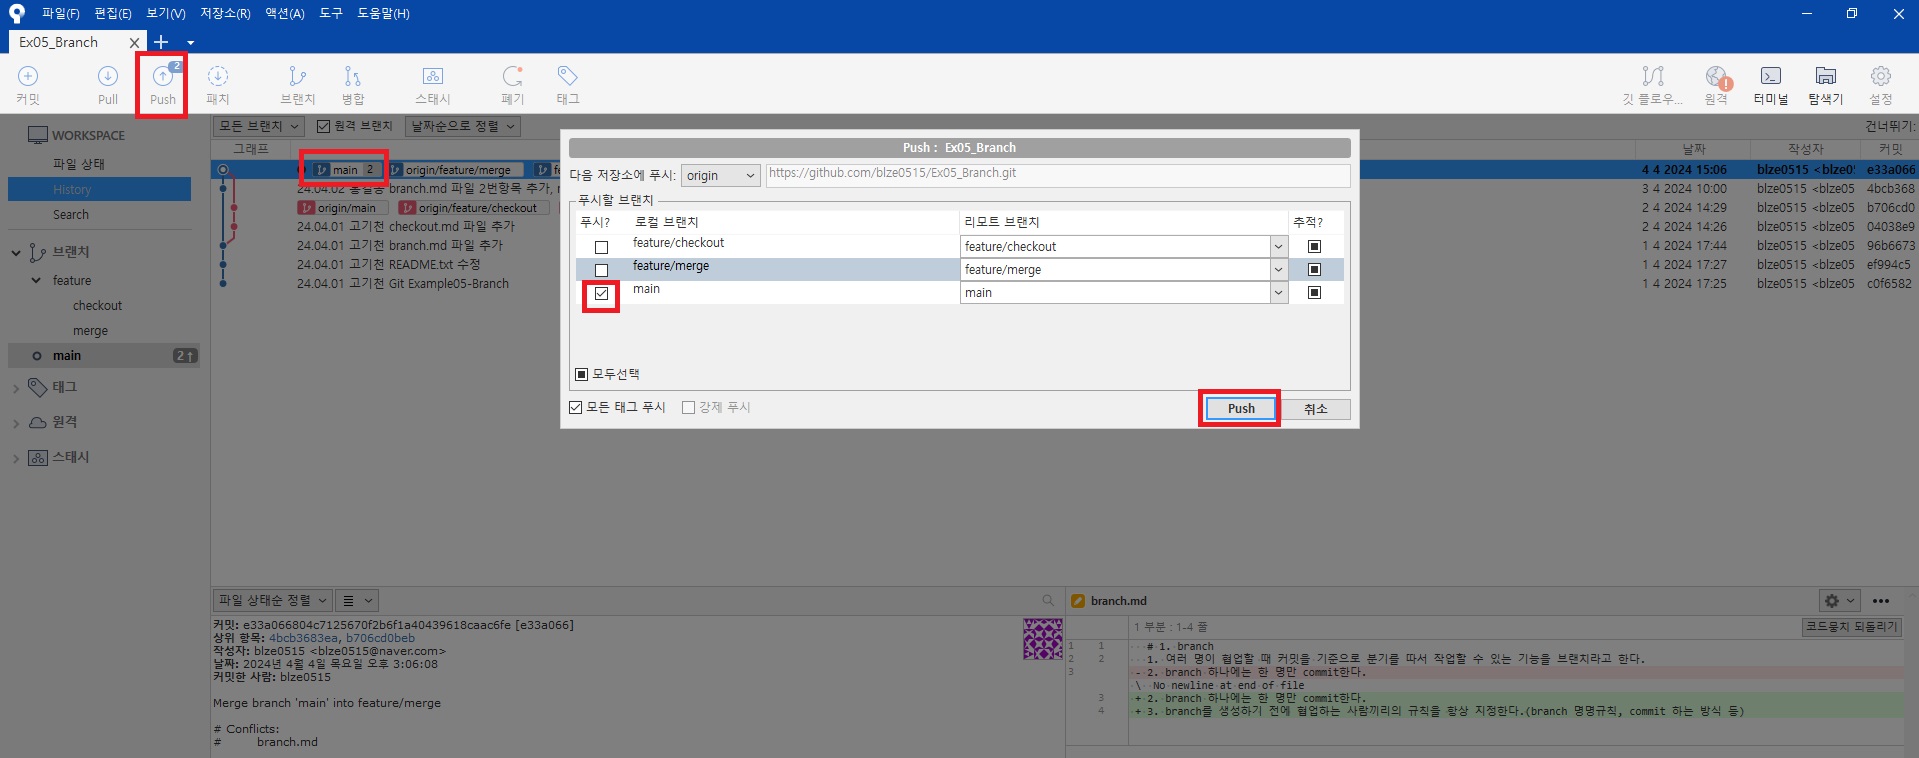 파일(F) 편집(E) 보기(V) 저장소(R) 액션(A) 도구 도움말(H)
Ex05_Branch
커밋 Pull Push 2 패치 브랜치 병합 스태시 폐기 태그 깃 플로우... 원격 터미널 탐색기 설정
WORKSPACE
파일 상태
History
Search
브랜치
feature
checkout
merge
main 2↑
태그
원격
스태시
모든 브랜치 원격 브랜치 날짜순으로 정렬 건너뛰기:
그래프 날짜 작성자 커밋
main 2 origin/feature/merge 4 4 2024 15:06 blze0515 <blze05 e33a066
24.04.02 홍길동 branch.md 파일 2번항목 추가, 3 4 2024 10:00 blze0515 <blze05 4bcb368
origin/main origin/feature/checkout 2 4 2024 14:29 blze0515 <blze05 b706cd0
24.04.01 고기천 checkout.md 파일 추가 2 4 2024 14:26 blze0515 <blze05 04038e9
24.04.01 고기천 branch.md 파일 추가 1 4 2024 17:44 blze0515 <blze05 96b6673
24.04.01 고기천 README.txt 수정 1 4 2024 17:27 blze0515 <blze05 ef994c5
24.04.01 고기천 Git Example05-Branch 1 4 2024 17:25 blze0515 <blze05 c0f6582
Push : Ex05_Branch
다음 저장소에 푸시: origin https://github.com/blze0515/Ex05_Branch.git
푸시할 브랜치
푸시? 로컬 브랜치 리모트 브랜치 추적?
feature/checkout feature/checkout
feature/merge feature/merge
main main
모두선택
모든 태그 푸시 강제 푸시 Push 취소
파일 상태순 정렬
커밋: e33a066804c7125670f2b6f1a40439618caac6fe [e33a066]
상위 항목: 4bcb3683ea, b706cd0beb
작성자: blze0515 <blze0515@naver.com>
날짜: 2024년 4월 4일 목요일 오후 3:06:08
커밋한 사람: blze0515
Merge branch 'main' into feature/merge
# Conflicts:
# branch.md
branch.md
1 부분 : 1-4 줄 코드뭉치 되돌리기
1 1 # 1. branch
2 2 1. 여러 명이 협업할 때 커밋을 기준으로 분기를 따서 작업할 수 있는 기능을 브랜치라고 한다.
3 - 2. branch 하나에는 한 명만 commit한다.
\ No newline at end of file
3 + 2. branch 하나에는 한 명만 commit한다.
4 + 3. branch를 생성하기 전에 협업하는 사람끼리의 규칙을 항상 지정한다.(branch 명명규칙, commit 하는 방식 등)